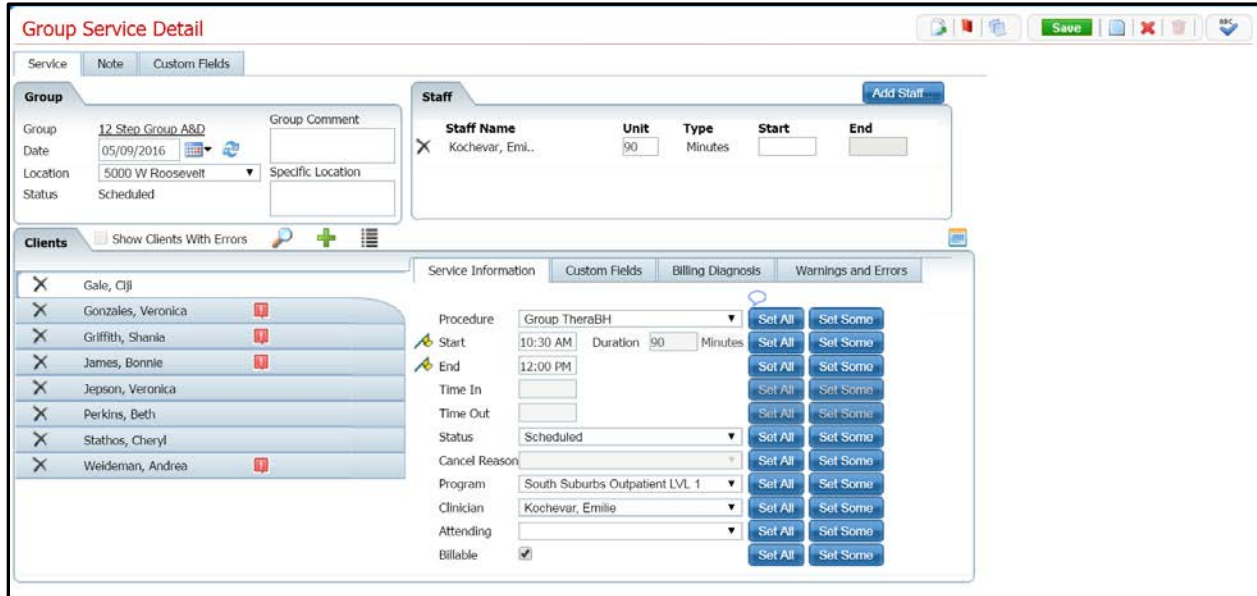 Group Service Detail
Save
ABC
Service Note Custom Fields
Group
Group 12 Step Group A&D Group Comment
Date 05/09/2016
Location 5000 W Roosevelt Specific Location
Status Scheduled
Staff Add Staff...
Staff Name Unit Type Start End
Kochevar, Emi.. 90 Minutes
Clients Show Clients With Errors
Gale, Ciji
Gonzales, Veronica
Griffith, Shania
James, Bonnie
Jepson, Veronica
Perkins, Beth
Stathos, Cheryl
Weideman, Andrea
Service Information Custom Fields Billing Diagnosis Warnings and Errors
Procedure Group TheraBH Set All Set Some
Start 10:30 AM Duration 90 Minutes Set All Set Some
End 12:00 PM Set All Set Some
Time In Set All Set Some
Time Out Set All Set Some
Status Scheduled Set All Set Some
Cancel Reason Set All Set Some
Program South Suburbs Outpatient LVL 1 Set All Set Some
Clinician Kochevar, Emilie Set All Set Some
Attending Set All Set Some
Billable Set All Set Some